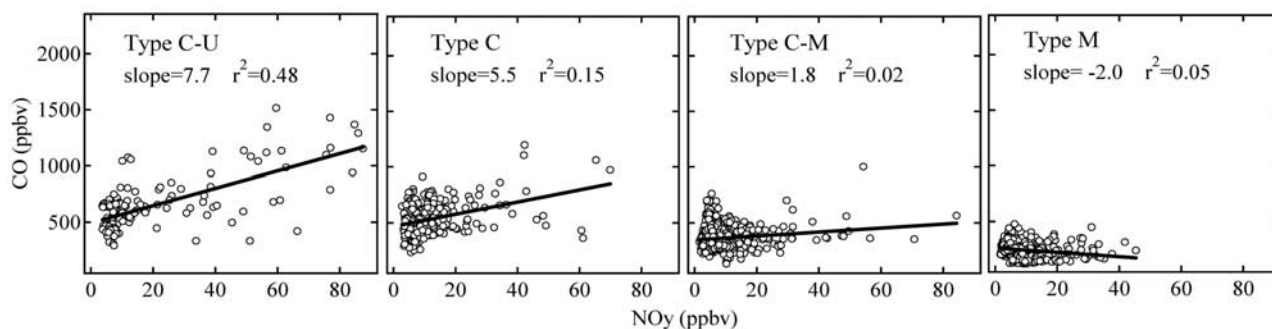 Type C-U
slope=7.7 r²=0.48
Type C
slope=5.5 r²=0.15
Type C-M
slope=1.8 r²=0.02
Type M
slope= -2.0 r²=0.05
CO (ppbv)
2000
1500
1000
500
0 20 40 60 80
0 20 40 60 80
0 20 40 60 80
0 20 40 60 80
NOy (ppbv)